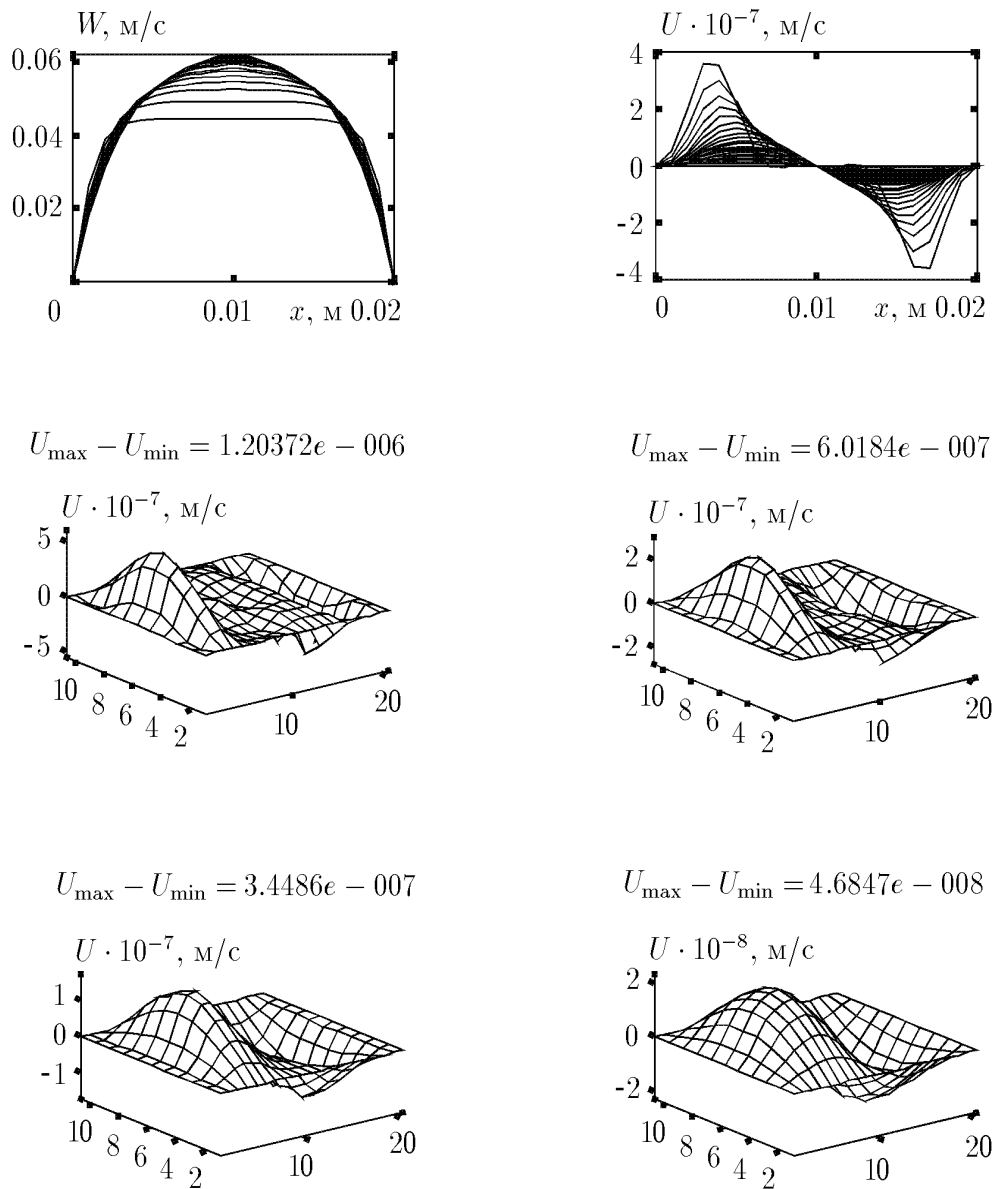 W, м/с
0.06
0.04
0.02
0 0.01 x, м 0.02
U · 10⁻⁷, м/с
4
2
0
-2
-4
0 0.01 x, м 0.02
U_max − U_min = 1.20372e − 006
U · 10⁻⁷, м/с
5
0
-5
10 8 6 4 2
10 20
U_max − U_min = 6.0184e − 007
U · 10⁻⁷, м/с
2
0
-2
10 8 6 4 2
10 20
U_max − U_min = 3.4486e − 007
U · 10⁻⁷, м/с
1
0
-1
10 8 6 4 2
10 20
U_max − U_min = 4.6847e − 008
U · 10⁻⁸, м/с
2
0
-2
10 8 6 4 2
10 20